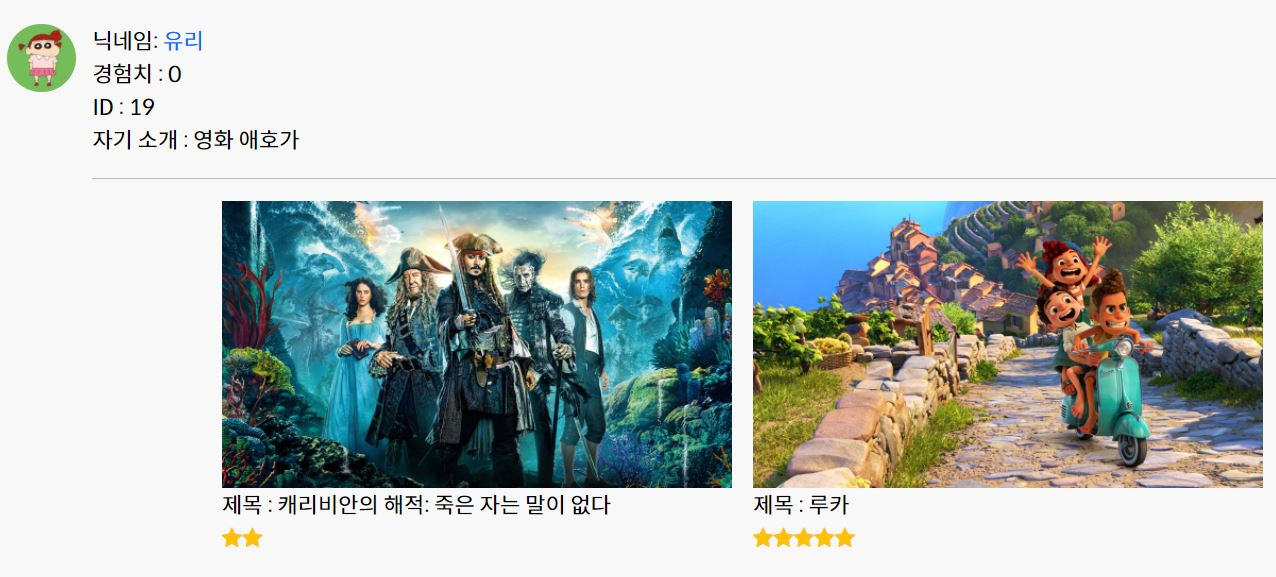 닉네임: 유리
경험치 : 0
ID : 19
자기 소개 : 영화 애호가
제목 : 캐리비안의 해적: 죽은 자는 말이 없다
제목 : 루카